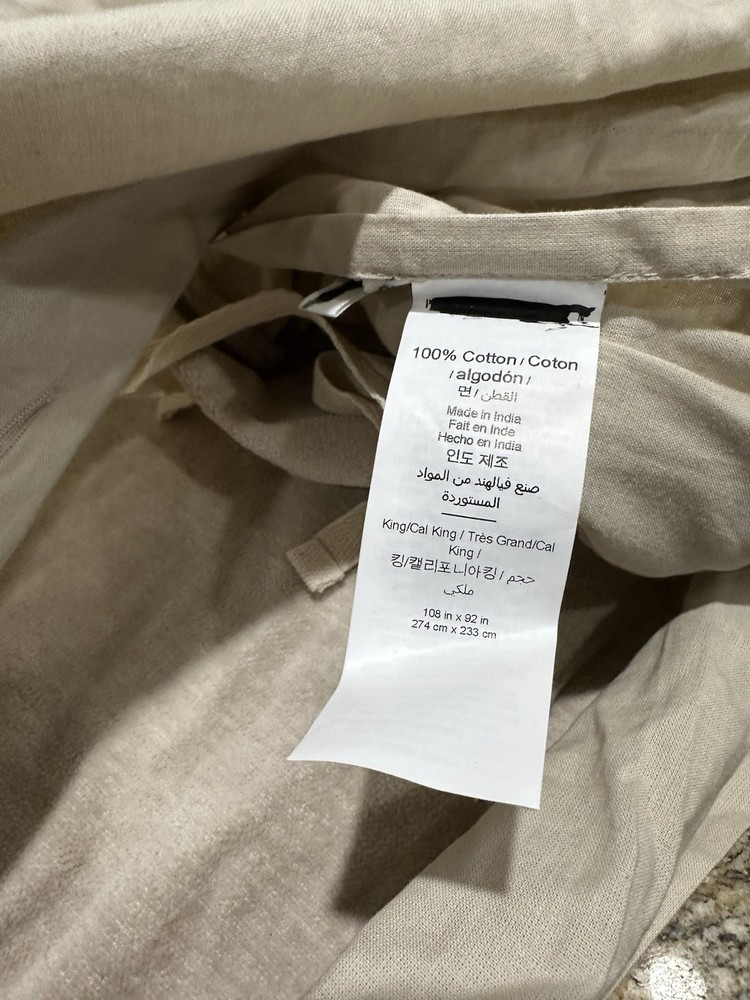 100% Cotton / Coton
/ algodón /
면 / القطن
Made in India
Fait en Inde
Hecho en India
인도 제조
صنع فيالهند من المواد
المستوردة
King/Cal King / Très Grand/Cal
King /
킹/캘리포니아킹 / حجم
ملكي
108 in x 92 in
274 cm x 233 cm